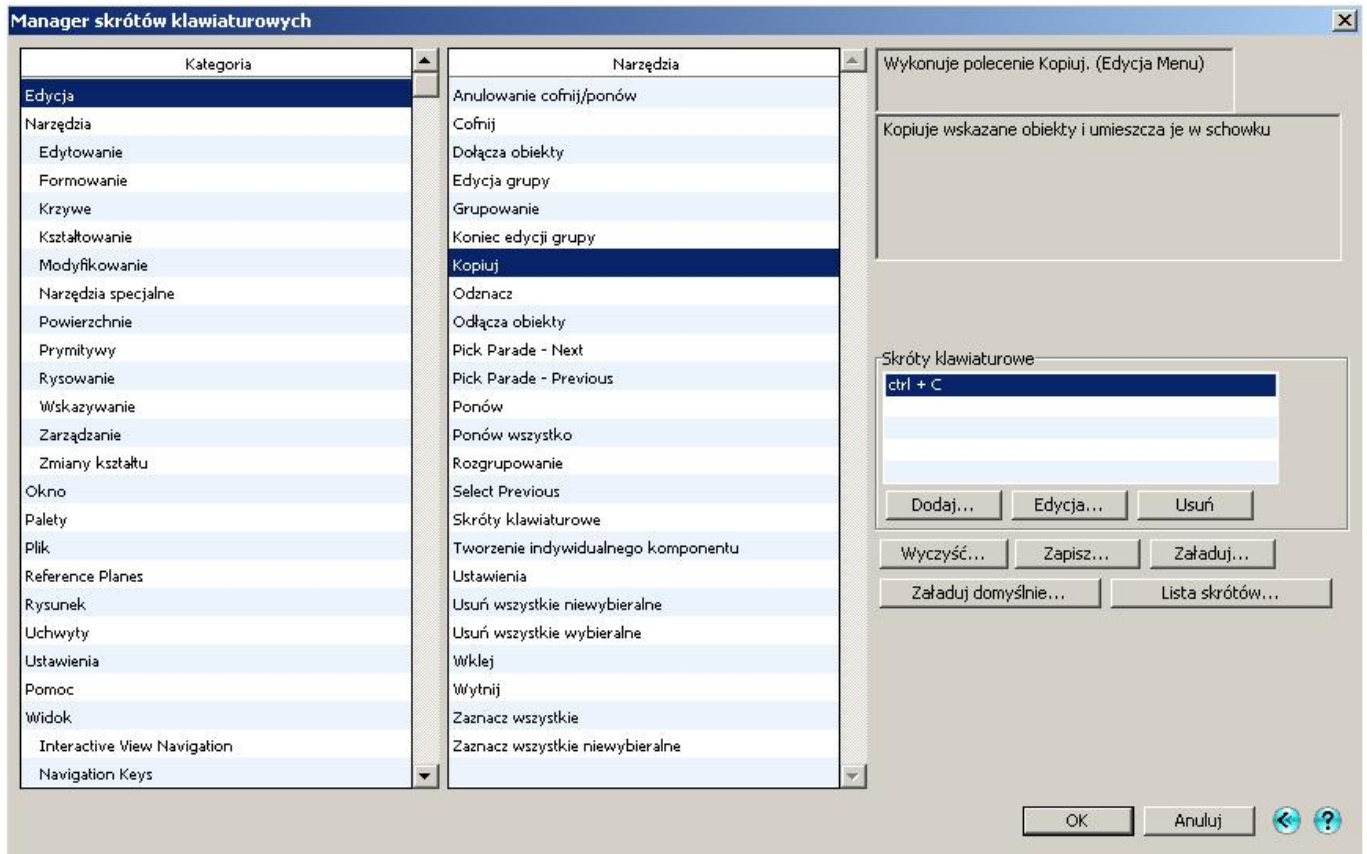 Manager skrótów klawiaturowych
Kategoria
Edycja
Narzędzia
Edytowanie
Formowanie
Krzywe
Kształtowanie
Modyfikowanie
Narzędzia specjalne
Powierzchnie
Prymitywy
Rysowanie
Wskazywanie
Zarządzanie
Zmiany kształtu
Okno
Palety
Plik
Reference Planes
Rysunek
Uchwyty
Ustawienia
Pomoc
Widok
Interactive View Navigation
Navigation Keys
Narzędzia
Anulowanie cofnij/ponów
Cofnij
Dołącza obiekty
Edycja grupy
Grupowanie
Koniec edycji grupy
Kopiuj
Odznacz
Odłącza obiekty
Pick Parade - Next
Pick Parade - Previous
Ponów
Ponów wszystko
Rozgrupowanie
Select Previous
Skróty klawiaturowe
Tworzenie indywidualnego komponentu
Ustawienia
Usuń wszystkie niewybieralne
Usuń wszystkie wybieralne
Wklej
Wytnij
Zaznacz wszystkie
Zaznacz wszystkie niewybieralne
Wykonuje polecenie Kopiuj. (Edycja Menu)
Kopiuje wskazane obiekty i umieszcza je w schowku
Skróty klawiaturowe
ctrl + C
Dodaj... Edycja... Usuń
Wyczyść... Zapisz... Załaduj...
Załaduj domyślnie... Lista skrótów...
OK Anuluj ?